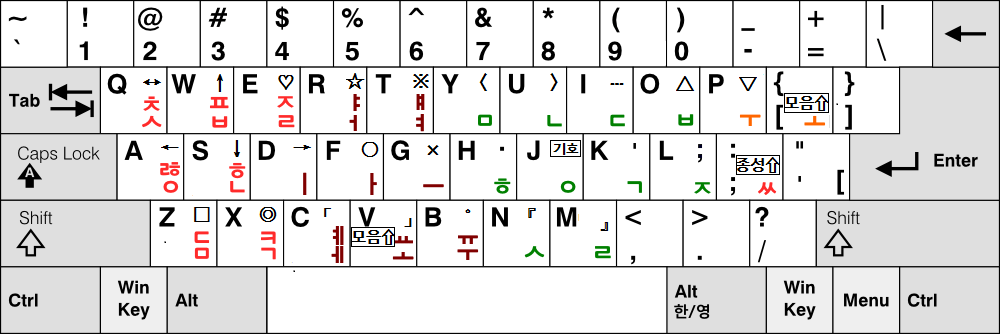 ~ ! @ # $ % ^ & * ( ) _ + |
` 1 2 3 4 5 6 7 8 9 0 - = \ ←
Tab Q ↔ W ↑ E ♡ R ☆ T ※ Y 〈 U 〉 I … O △ P ▽ { }
ㅊ ㅅ ㅍ ㅂ ㅈ ㄹ ㅑ ㅓ ㅒ ㅕ ㅁ ㄴ ㄷ ㅂ ㅜ [ 모음⇧ ㅗ ]
Caps Lock A A ← S ↓ D → F ○ G × H · J 기호 K ' L ; : " Enter
ㅀ ㅇ ㅎ ㄴ ㅣ ㅏ ㅡ ㅎ ㅇ ㄱ ㅈ ; 종성⇧ ㅆ ' [
Shift Z □ X ◎ C 「 V 」 B ° N 『 M 』 < > ? Shift
ㄷ ㅁ ㅋ ㄱ ㅖ ㅔ 모음⇧ ㅛ ㅗ ㅠ ㅜ ㅅ ㄹ , . /
Ctrl Win Key Alt Alt 한/영 Win Key Menu Ctrl